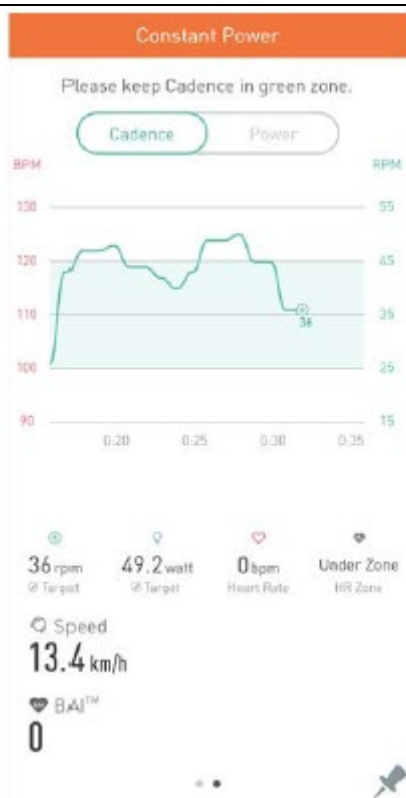 Constant Power
Please keep Cadence in green zone.
Cadence Power
BPM RPM
130 55
120 45
110 35
36
100 25
90 15
0:20 0:25 0:30 0:35
36 rpm 49.2 watt 0 bpm Under Zone
Target Target Heart Rate HR Zone
Speed
13.4 km/h
BAI™
0